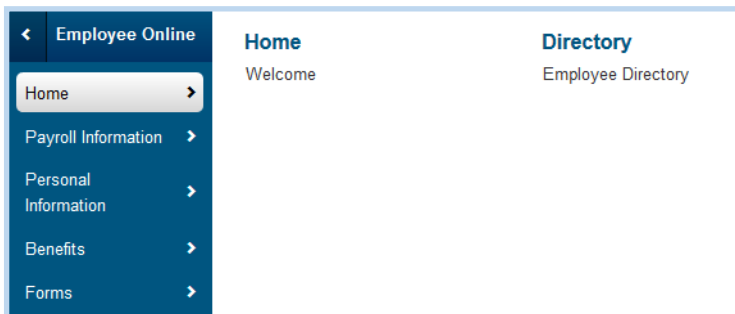 Employee Online
Home
Payroll Information
Personal
Information
Benefits
Forms
Home
Welcome
Directory
Employee Directory